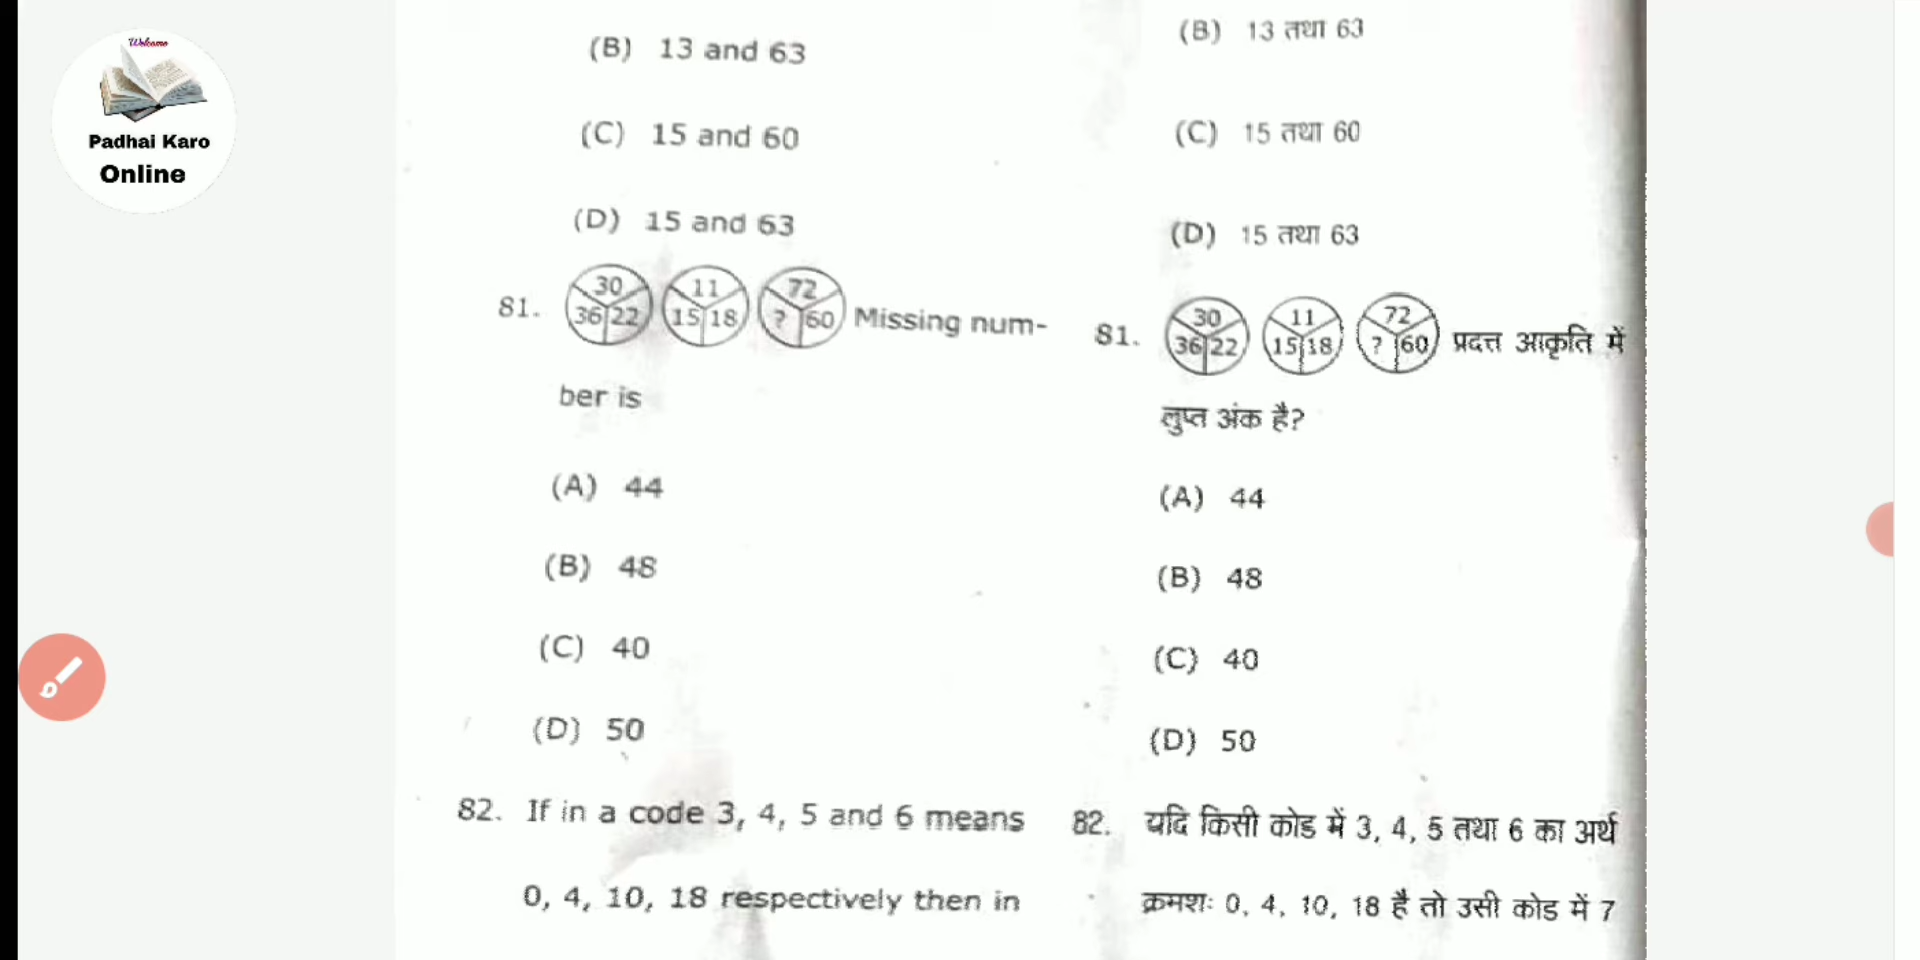 Welcome
Padhai Karo
Online
(B) 13 and 63
(C) 15 and 60
(D) 15 and 63
81. 30 36 22 11 15 18 72 ? 60 Missing num-
ber is
(A) 44
(B) 48
(C) 40
(D) 50
82. If in a code 3, 4, 5 and 6 means
0, 4, 10, 18 respectively then in
(B) 13 तथा 63
(C) 15 तथा 60
(D) 15 तथा 63
81. 30 36 22 11 15 18 72 ? 60 प्रदत्त आकृति में
लुप्त अंक है?
(A) 44
(B) 48
(C) 40
(D) 50
82. यदि किसी कोड में 3, 4, 5 तथा 6 का अर्थ
क्रमशः 0, 4, 10, 18 है तो उसी कोड में 7